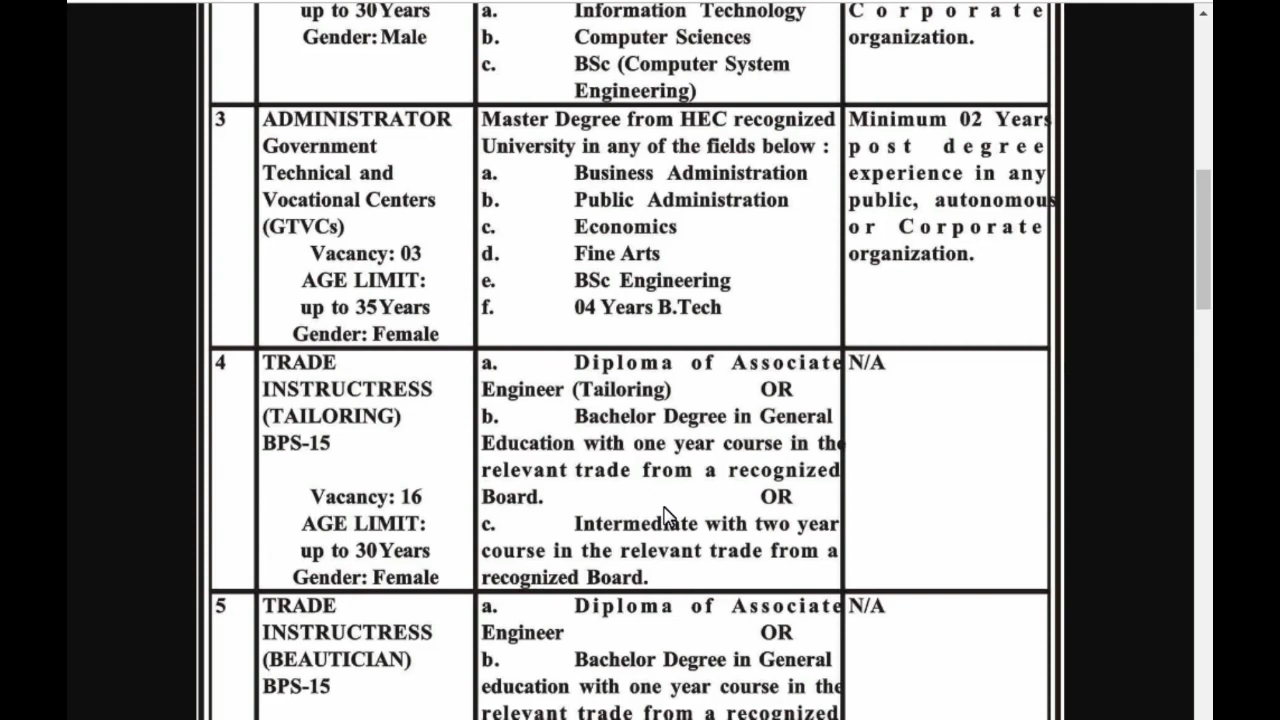 up to 30 Years
Gender: Male
a. Information Technology
b. Computer Sciences
c. BSc (Computer System
Engineering)
Corporate
organization.
3
ADMINISTRATOR
Government
Technical and
Vocational Centers
(GTVCs)
Vacancy: 03
AGE LIMIT:
up to 35 Years
Gender: Female
Master Degree from HEC recognized
University in any of the fields below :
a. Business Administration
b. Public Administration
c. Economics
d. Fine Arts
e. BSc Engineering
f. 04 Years B.Tech
Minimum 02 Years
post degree
experience in any
public, autonomous
or Corporate
organization.
4
TRADE
INSTRUCTRESS
(TAILORING)
BPS-15
Vacancy: 16
AGE LIMIT:
up to 30 Years
Gender: Female
a. Diploma of Associate
Engineer (Tailoring) OR
b. Bachelor Degree in General
Education with one year course in the
relevant trade from a recognized
Board. OR
c. Intermediate with two year
course in the relevant trade from a
recognized Board.
N/A
5
TRADE
INSTRUCTRESS
(BEAUTICIAN)
BPS-15
a. Diploma of Associate
Engineer OR
b. Bachelor Degree in General
education with one year course in the
relevant trade from a recognized
N/A